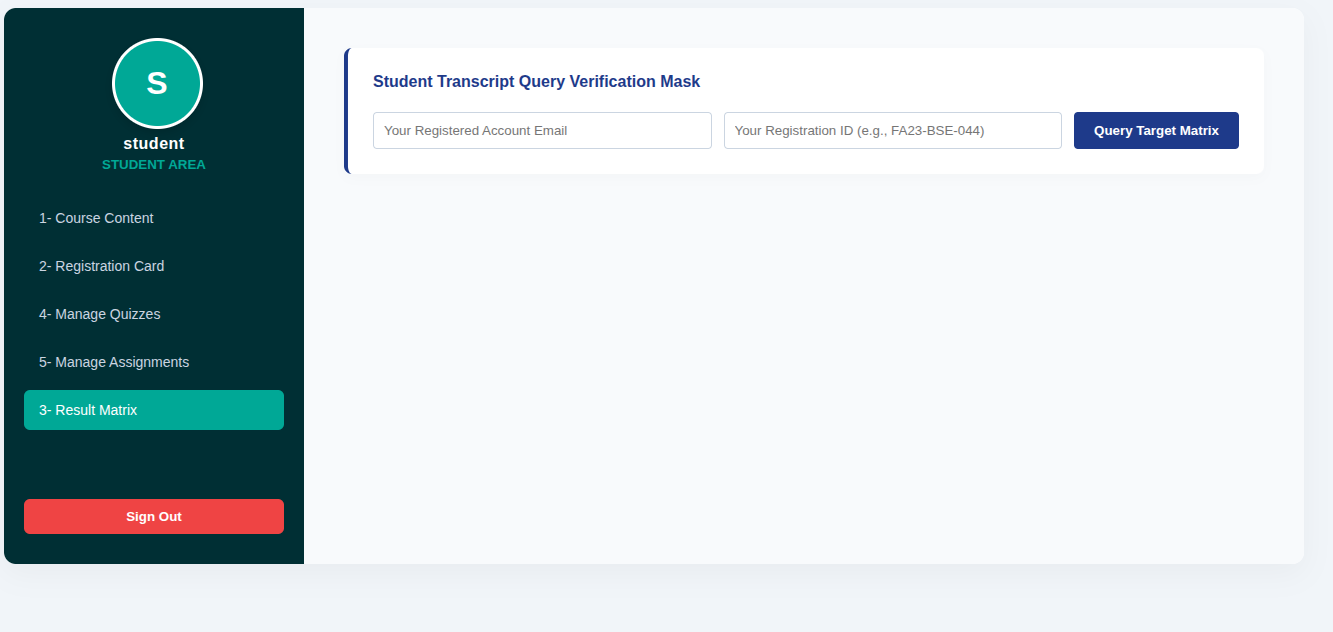 S
student
STUDENT AREA
1- Course Content
2- Registration Card
4- Manage Quizzes
5- Manage Assignments
3- Result Matrix
Sign Out
Student Transcript Query Verification Mask
Your Registered Account Email
Your Registration ID (e.g., FA23-BSE-044)
Query Target Matrix